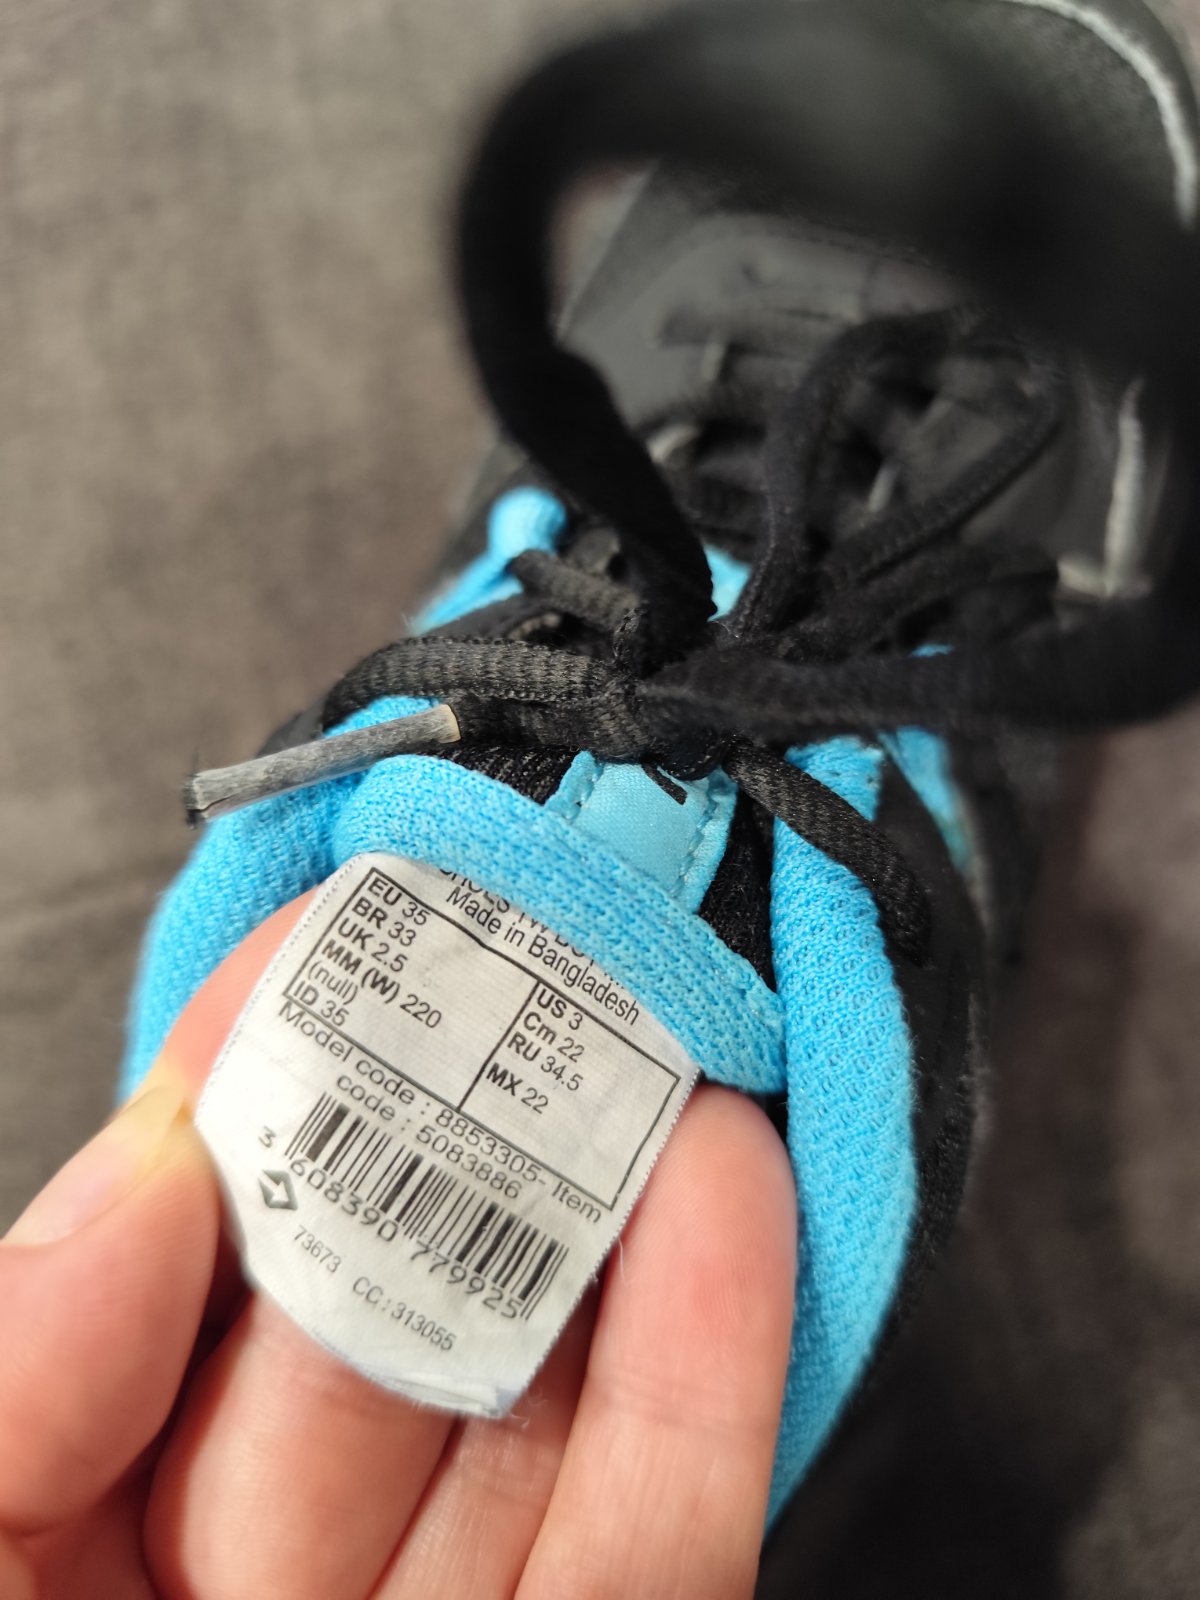 Made in Bangladesh
EU 35
BR 33
UK 2.5
MM (W) 220
(null)
ID 35
US 3
Cm 22
RU 34.5
MX 22
Model code : 8853305- Item
code : 5083886
3 608390 779925
73673 CC:313055